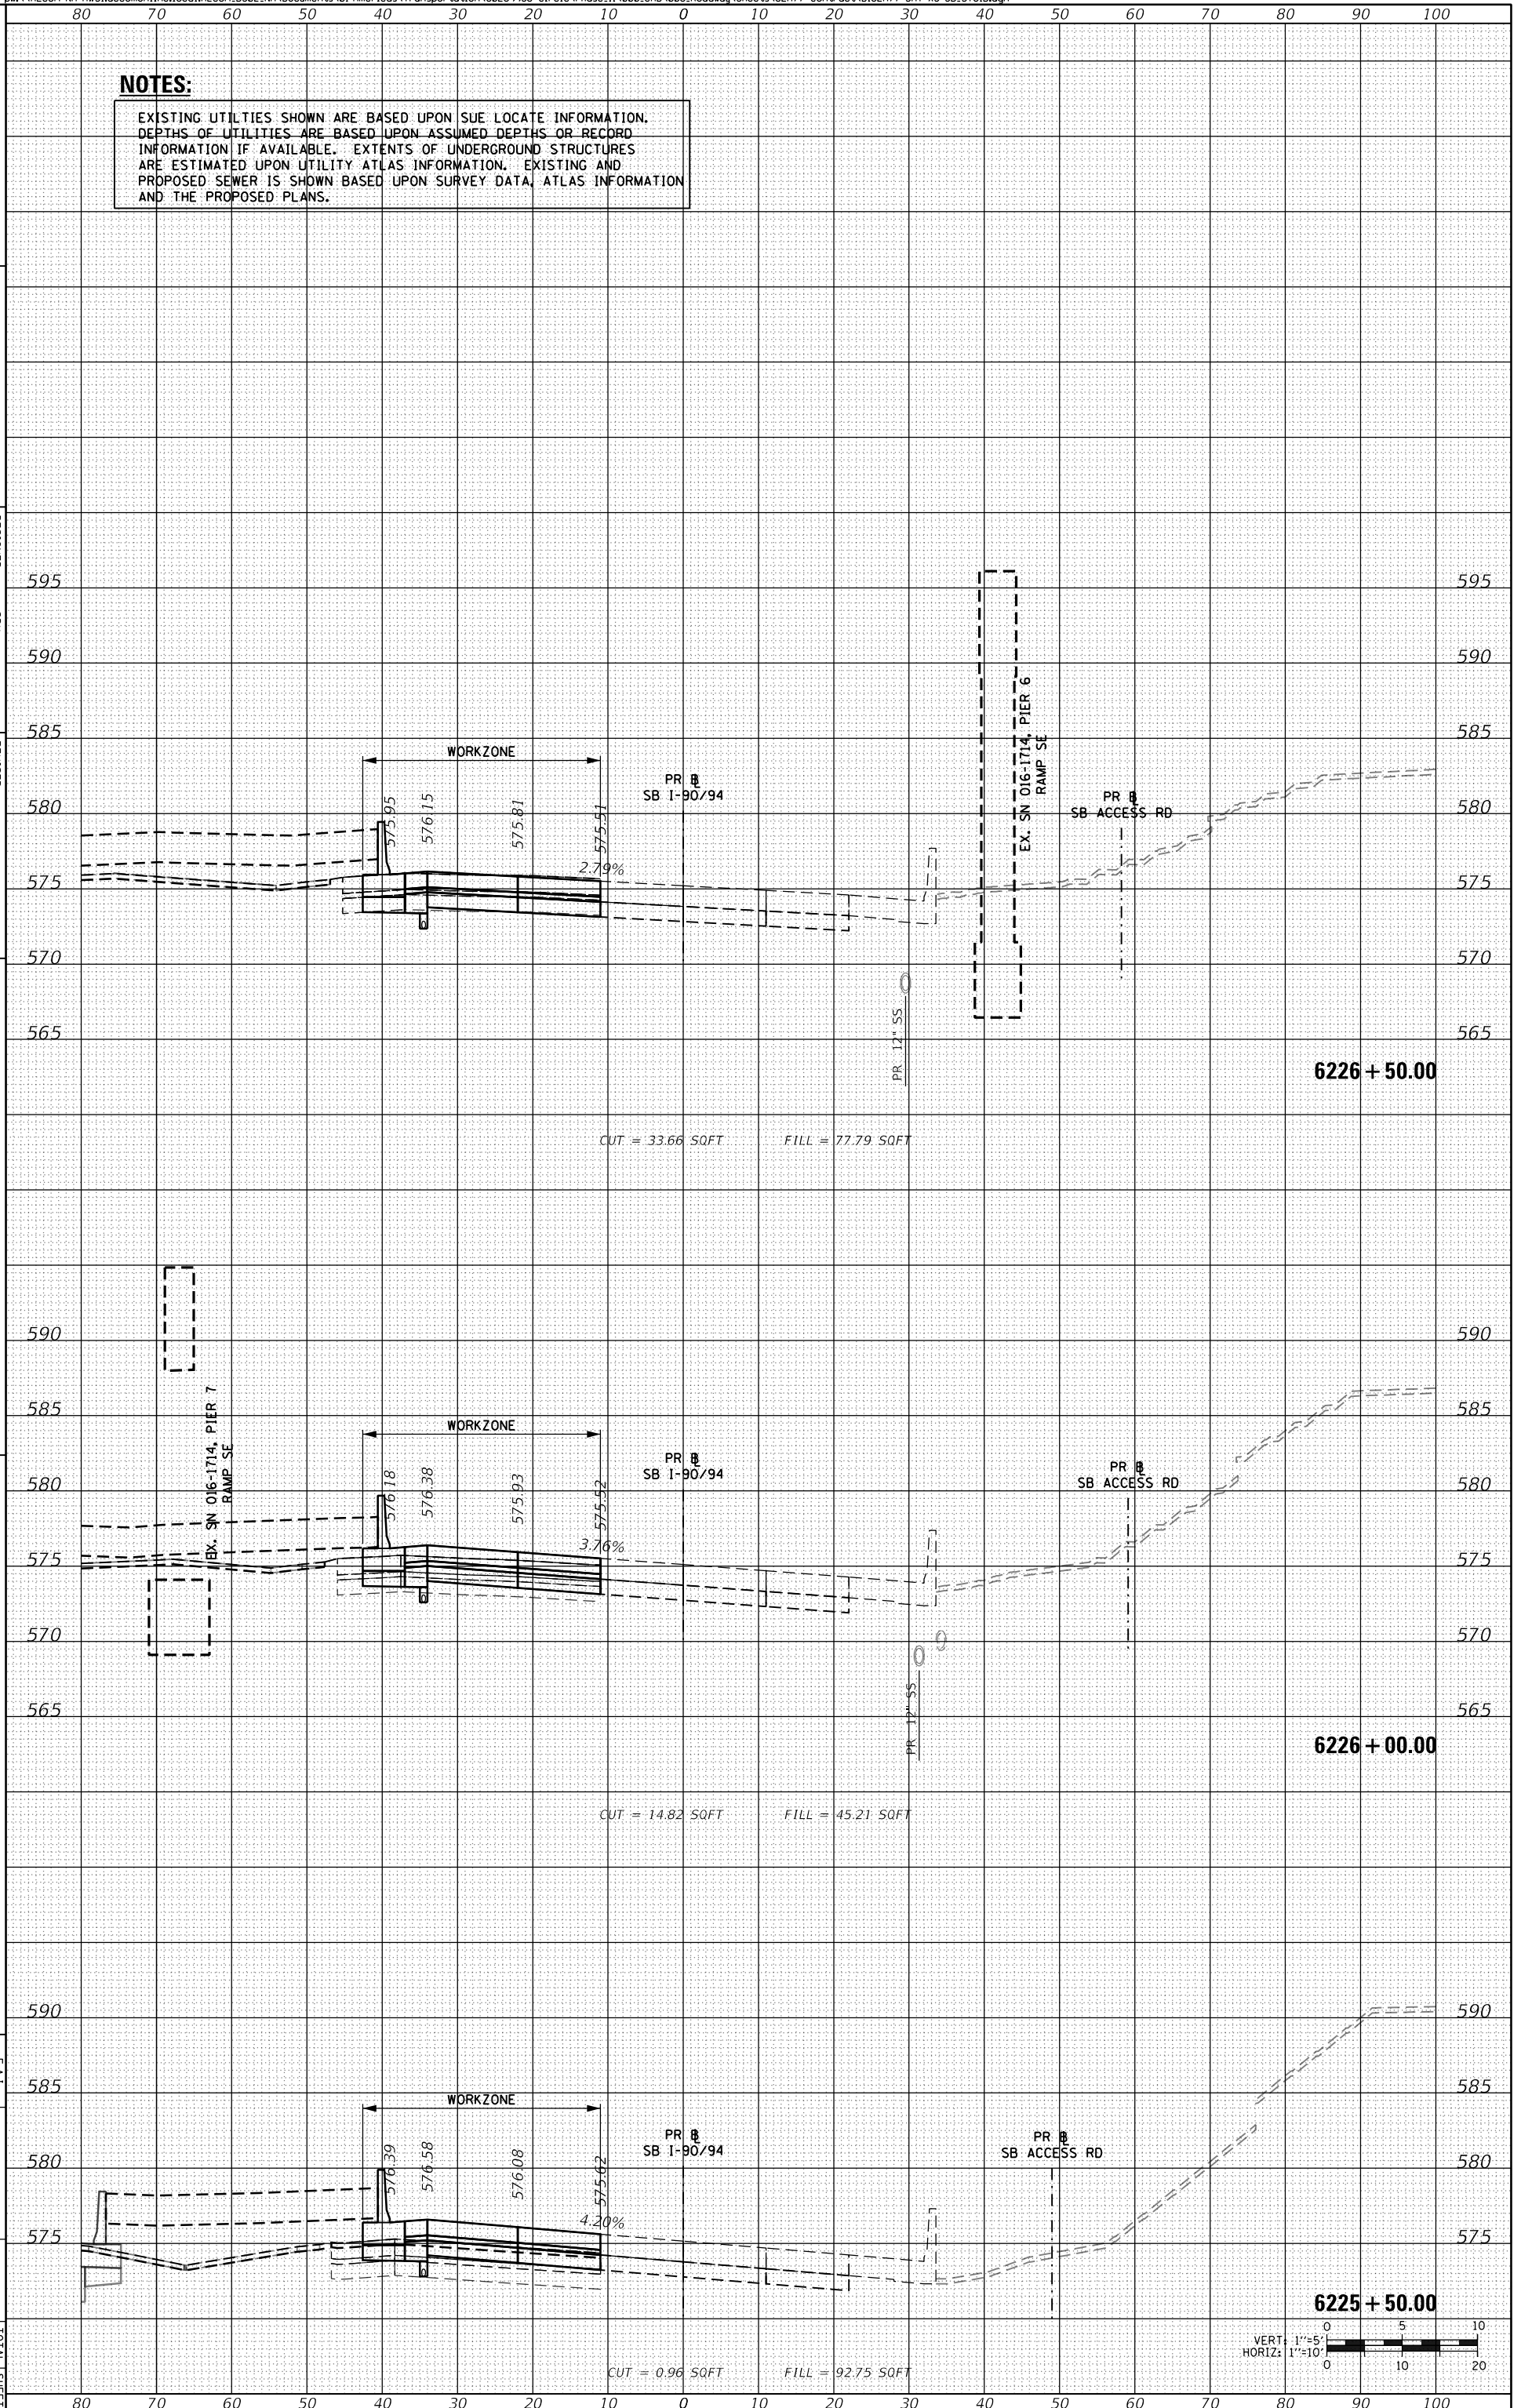 80 70 60 50 40 30 20 10 0 10 20 30 40 50 60 70 80 90 100
NOTES:
EXISTING UTILTIES SHOWN ARE BASED UPON SUE LOCATE INFORMATION.
DEPTHS OF UTILITIES ARE BASED UPON ASSUMED DEPTHS OR RECORD
INFORMATION IF AVAILABLE. EXTENTS OF UNDERGROUND STRUCTURES
ARE ESTIMATED UPON UTILITY ATLAS INFORMATION. EXISTING AND
PROPOSED SEWER IS SHOWN BASED UPON SURVEY DATA, ATLAS INFORMATION
AND THE PROPOSED PLANS.
595 595
590 590
585 585
WORKZONE
EX. SN 016-1714, PIER 6
RAMP SE
PR BL
SB I-90/94
PR BL
SB ACCESS RD
580 580
575.95
576.15
575.81
575.51
2.79%
575 575
570 570
PR 12" SS
565 565
6226+50.00
CUT = 33.66 SQFT FILL = 77.79 SQFT
590 590
585 585
EX. SN 016-1714, PIER 7
RAMP SE
WORKZONE
PR BL
SB I-90/94
PR BL
SB ACCESS RD
580 580
576.18
576.38
575.93
575.52
3.76%
575 575
570 570
PR 12" SS
565 565
6226+00.00
CUT = 14.82 SQFT FILL = 45.21 SQFT
590 590
585 585
WORKZONE
PR BL
SB I-90/94
PR BL
SB ACCESS RD
580 580
576.39
576.58
576.08
575.62
4.20%
575 575
6225+50.00
0 5 10
VERT: 1"=5'
HORIZ: 1"=10'
0 10 20
CUT = 0.96 SQFT FILL = 92.75 SQFT
80 70 60 50 40 30 20 10 0 10 20 30 40 50 60 70 80 90 100